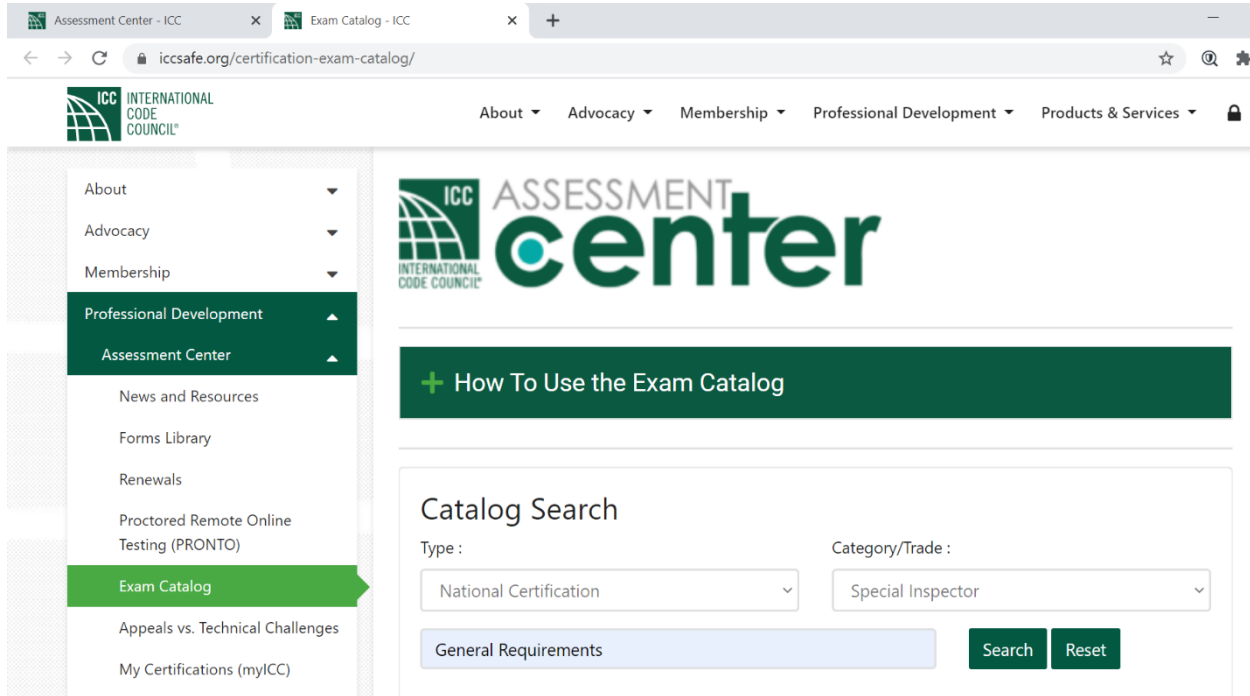 Assessment Center - ICC
Exam Catalog - ICC
iccsafe.org/certification-exam-catalog/
ICC INTERNATIONAL
CODE
COUNCIL®
About
Advocacy
Membership
Professional Development
Products & Services
About
Advocacy
Membership
Professional Development
Assessment Center
News and Resources
Forms Library
Renewals
Proctored Remote Online
Testing (PRONTO)
Exam Catalog
Appeals vs. Technical Challenges
My Certifications (myICC)
ICC
INTERNATIONAL
CODE COUNCIL®
ASSESSMENT
center
+ How To Use the Exam Catalog
Catalog Search
Type :
Category/Trade :
National Certification
Special Inspector
General Requirements
Search
Reset